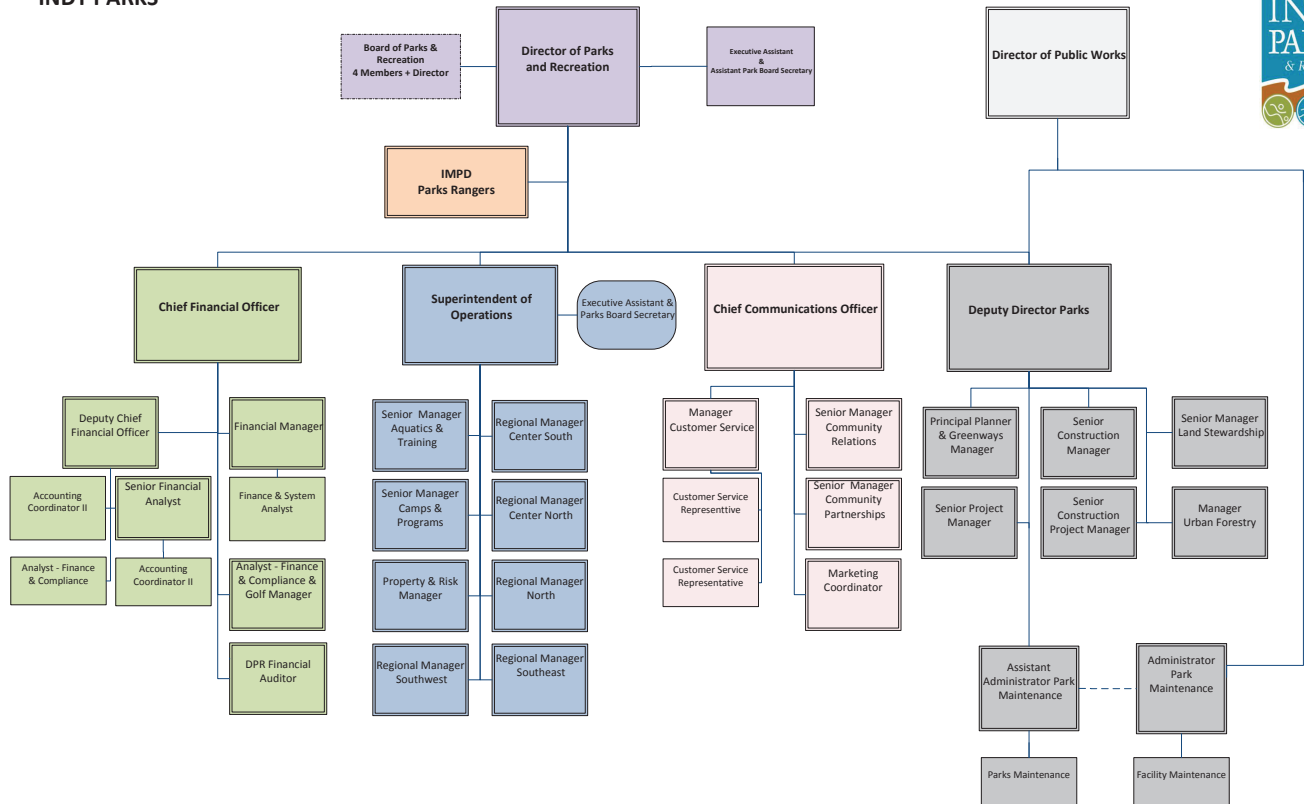 INDY PARKS
IN
PA
& R
Board of Parks &
Recreation
4 Members + Director
Director of Parks
and Recreation
Executive Assistant
&
Assistant Park Board Secretary
Director of Public Works
IMPD
Parks Rangers
Chief Financial Officer
Superintendent of
Operations
Executive Assistant &
Parks Board Secretary
Chief Communications Officer
Deputy Director Parks
Deputy Chief
Financial Officer
Financial Manager
Accounting
Coordinator II
Senior Financial
Analyst
Finance & System
Analyst
Analyst - Finance
& Compliance
Accounting
Coordinator II
Analyst - Finance
& Compliance &
Golf Manager
DPR Financial
Auditor
Senior Manager
Aquatics &
Training
Regional Manager
Center South
Senior Manager
Camps &
Programs
Regional Manager
Center North
Property & Risk
Manager
Regional Manager
North
Regional Manager
Southwest
Regional Manager
Southeast
Manager
Customer Service
Senior Manager
Community
Relations
Customer Service
Representtive
Senior Manager
Community
Partnerships
Customer Service
Representative
Marketing
Coordinator
Principal Planner
& Greenways
Manager
Senior
Construction
Manager
Senior Manager
Land Stewardship
Senior Project
Manager
Senior
Construction
Project Manager
Manager
Urban Forestry
Assistant
Administrator Park
Maintenance
Administrator
Park
Maintenance
Parks Maintenance
Facility Maintenance